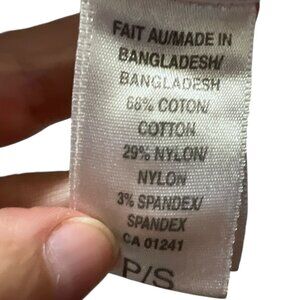 FAIT AU/MADE IN
BANGLADESH/
BANGLADESH
68% COTON/
COTTON
29% NYLON/
NYLON
3% SPANDEX/
SPANDEX
CA 01241
P/S